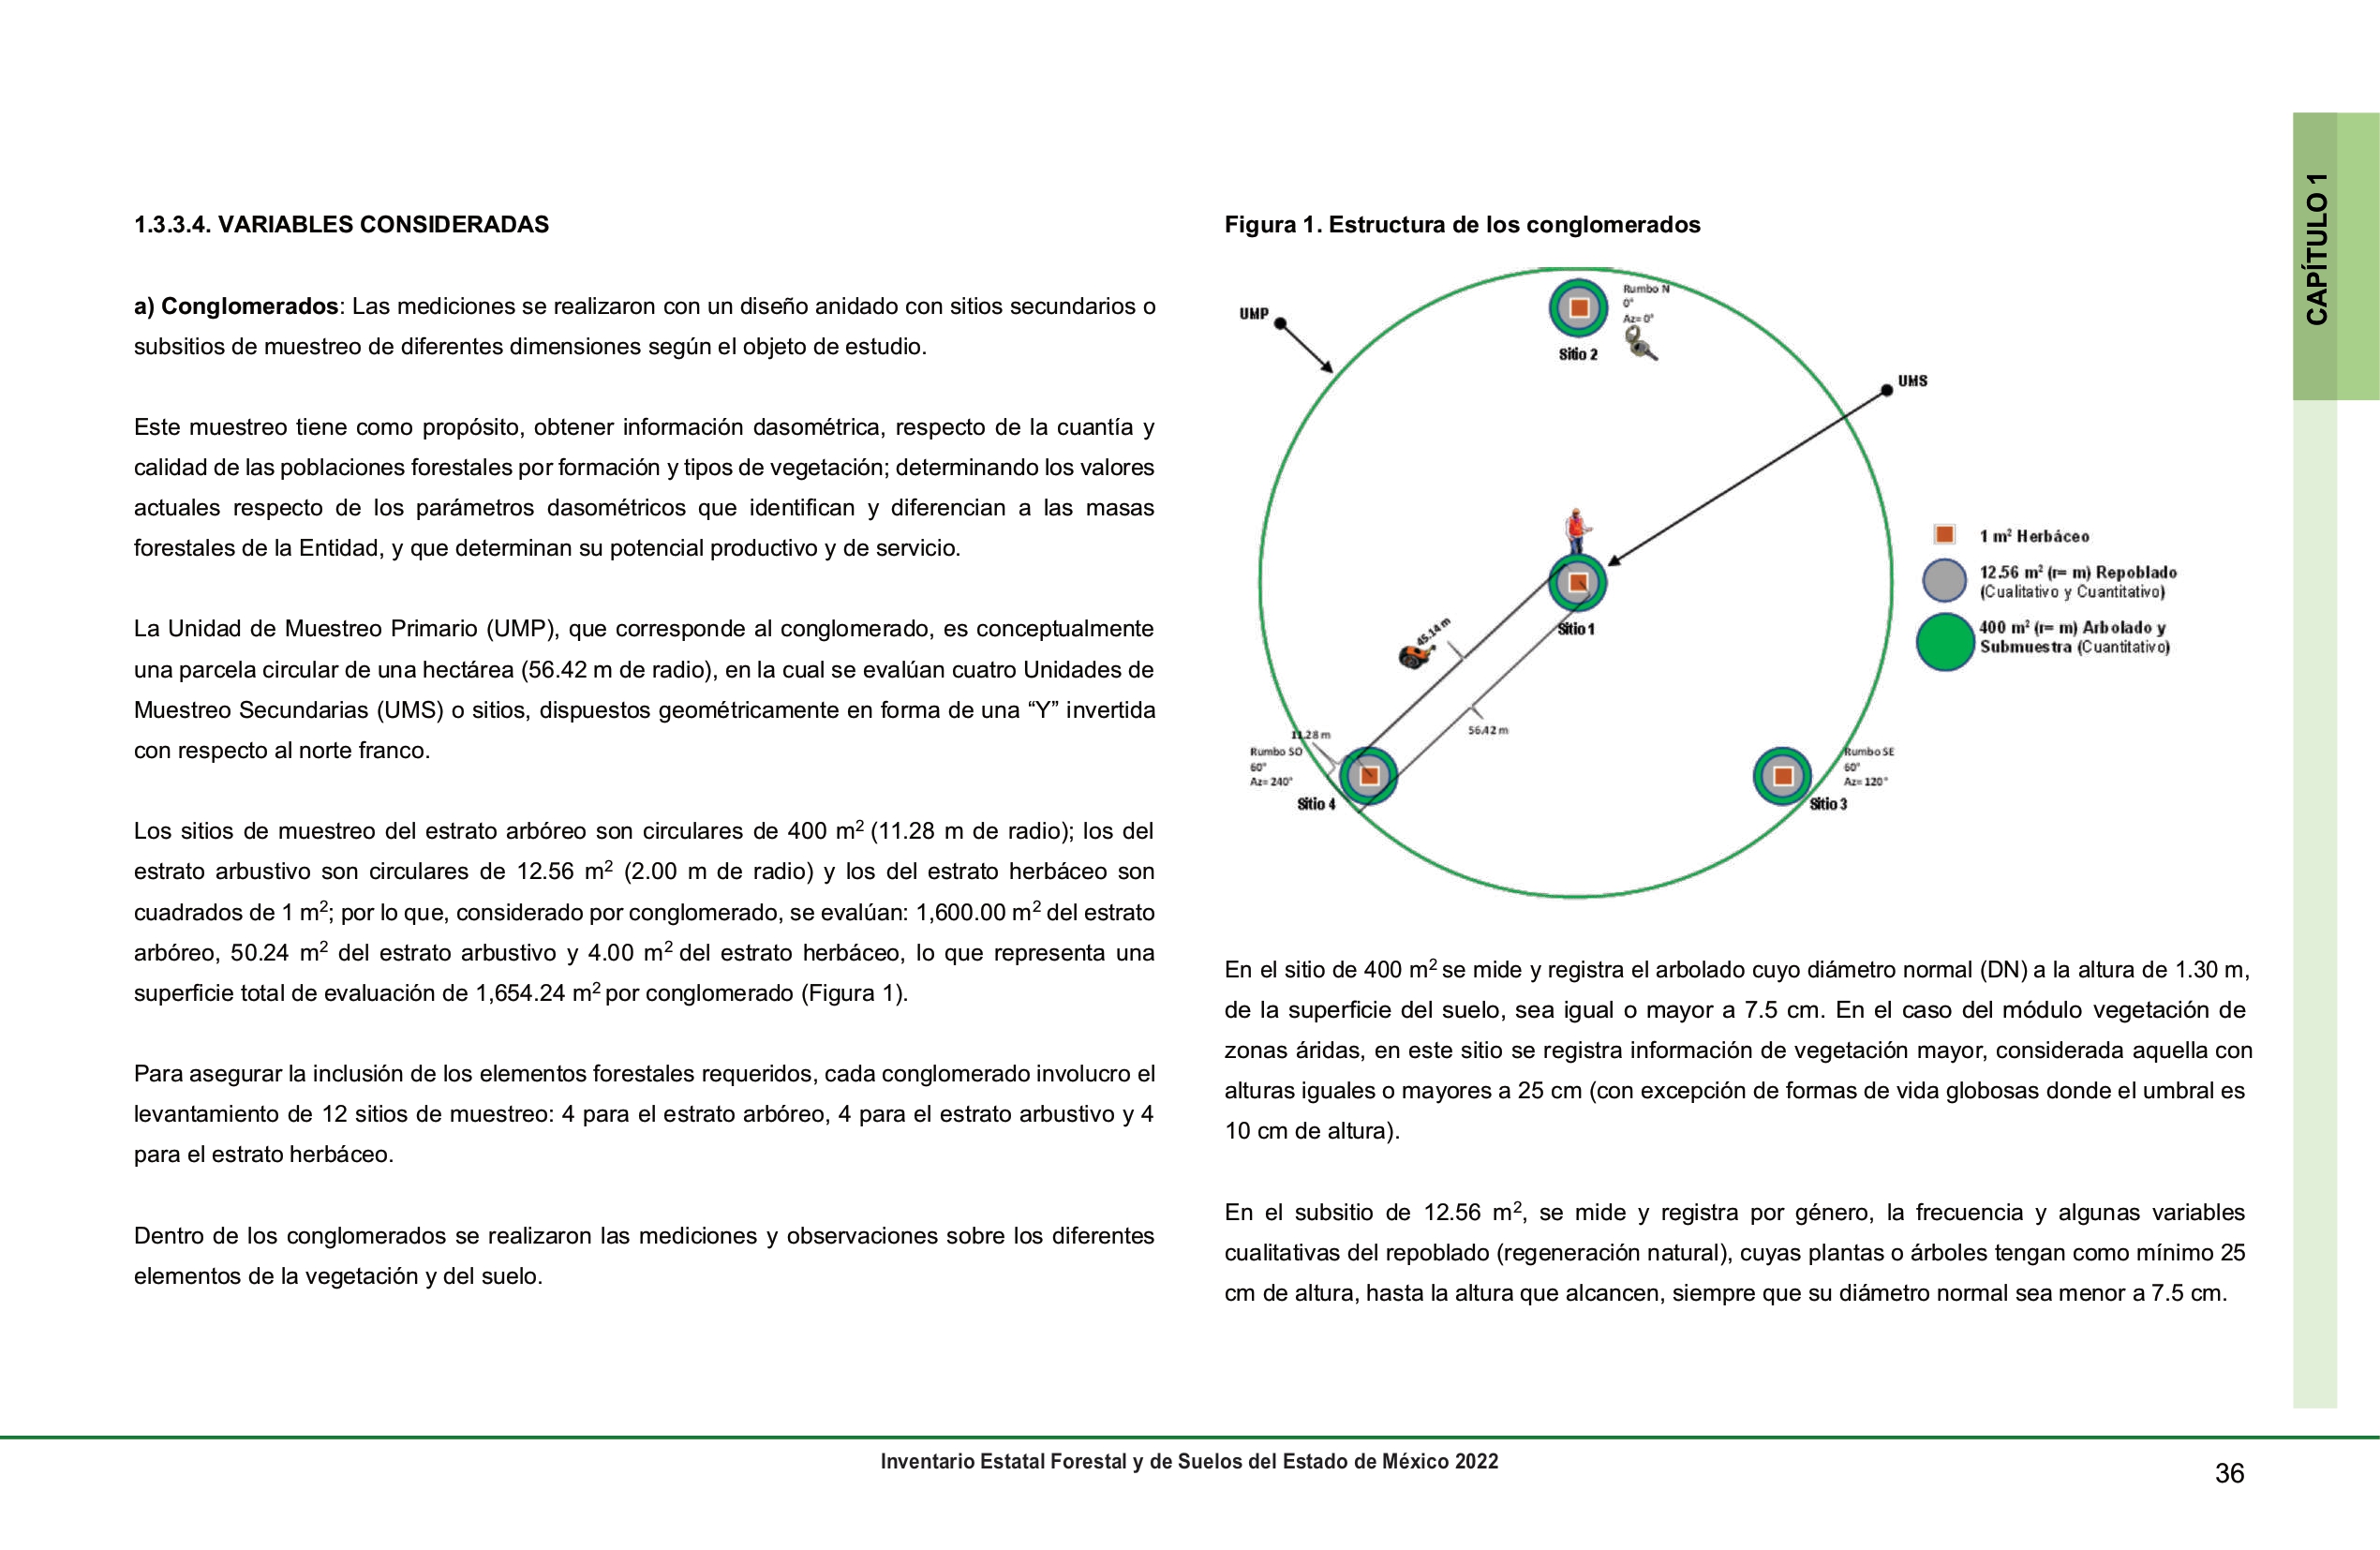 1.3.3.4. VARIABLES CONSIDERADAS
a) Conglomerados: Las mediciones se realizaron con un diseño anidado con sitios secundarios o
subsitios de muestreo de diferentes dimensiones según el objeto de estudio.
Este muestreo tiene como propósito, obtener información dasométrica, respecto de la cuantía y
calidad de las poblaciones forestales por formación y tipos de vegetación; determinando los valores
actuales respecto de los parámetros dasométricos que identifican y diferencian a las masas
forestales de la Entidad, y que determinan su potencial productivo y de servicio.
La Unidad de Muestreo Primario (UMP), que corresponde al conglomerado, es conceptualmente
una parcela circular de una hectárea (56.42 m de radio), en la cual se evalúan cuatro Unidades de
Muestreo Secundarias (UMS) o sitios, dispuestos geométricamente en forma de una “Y” invertida
con respecto al norte franco.
Los sitios de muestreo del estrato arbóreo son circulares de 400 m² (11.28 m de radio); los del
estrato arbustivo son circulares de 12.56 m² (2.00 m de radio) y los del estrato herbáceo son
cuadrados de 1 m²; por lo que, considerado por conglomerado, se evalúan: 1,600.00 m² del estrato
arbóreo, 50.24 m² del estrato arbustivo y 4.00 m² del estrato herbáceo, lo que representa una
superficie total de evaluación de 1,654.24 m² por conglomerado (Figura 1).
Para asegurar la inclusión de los elementos forestales requeridos, cada conglomerado involucro el
levantamiento de 12 sitios de muestreo: 4 para el estrato arbóreo, 4 para el estrato arbustivo y 4
para el estrato herbáceo.
Dentro de los conglomerados se realizaron las mediciones y observaciones sobre los diferentes
elementos de la vegetación y del suelo.
Figura 1. Estructura de los conglomerados
UMP
Rumbo N
0°
Az= 0°
Sitio 2
UMS
Sitio 1
45.14 m
56.42 m
11.28 m
Rumbo SO
60°
Az= 240°
Sitio 4
Rumbo SE
60°
Az= 120°
Sitio 3
1 m² Herbáceo
12.56 m² (r= m) Repoblado
(Cualitativo y Cuantitativo)
400 m² (r= m) Arbolado y
Submuestra (Cuantitativo)
En el sitio de 400 m² se mide y registra el arbolado cuyo diámetro normal (DN) a la altura de 1.30 m,
de la superficie del suelo, sea igual o mayor a 7.5 cm. En el caso del módulo vegetación de
zonas áridas, en este sitio se registra información de vegetación mayor, considerada aquella con
alturas iguales o mayores a 25 cm (con excepción de formas de vida globosas donde el umbral es
10 cm de altura).
En el subsitio de 12.56 m², se mide y registra por género, la frecuencia y algunas variables
cualitativas del repoblado (regeneración natural), cuyas plantas o árboles tengan como mínimo 25
cm de altura, hasta la altura que alcancen, siempre que su diámetro normal sea menor a 7.5 cm.
CAPÍTULO 1
Inventario Estatal Forestal y de Suelos del Estado de México 2022
36